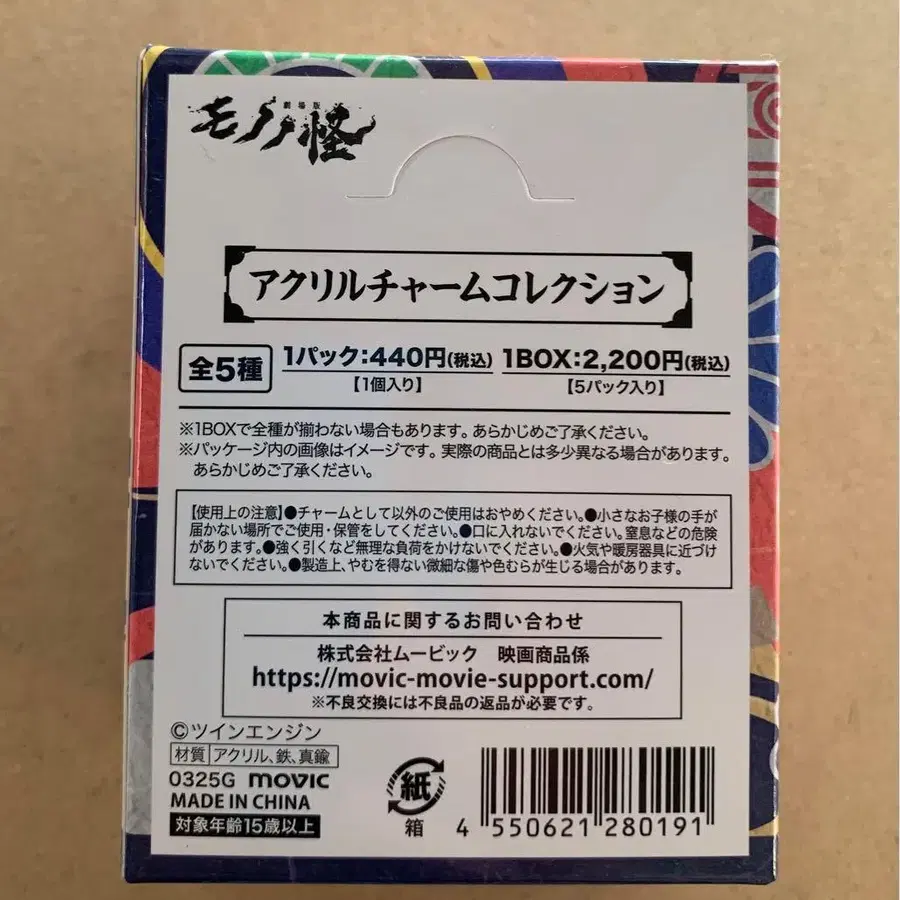 劇場版
モノノ怪
アクリルチャームコレクション
全5種 1パック:440円(税込) 1BOX:2,200円(税込)
【1個入り】 【5パック入り】
※1BOXで全種が揃わない場合もあります。あらかじめご了承ください。
※パッケージ内の画像はイメージです。実際の商品とは多少異なる場合があります。
あらかじめご了承ください。
【使用上の注意】●チャームとして以外のご使用はおやめください。●小さなお子様の手が
届かない場所でご使用・保管をしてください。●口に入れないでください。窒息などの危険
があります。●強く引くなど無理な負荷をかけないでください。●火気や暖房器具に近づけ
ないでください。●製造上、やむを得ない微細な傷や色むらが生じる場合があります。
本商品に関するお問い合わせ
株式会社ムービック 映画商品係
https://movic-movie-support.com/
※不良交換には不良品の返品が必要です。
©ツインエンジン
材質 アクリル、鉄、真鍮
0325G movic
MADE IN CHINA
対象年齢15歳以上
紙
箱
4 550621 280191